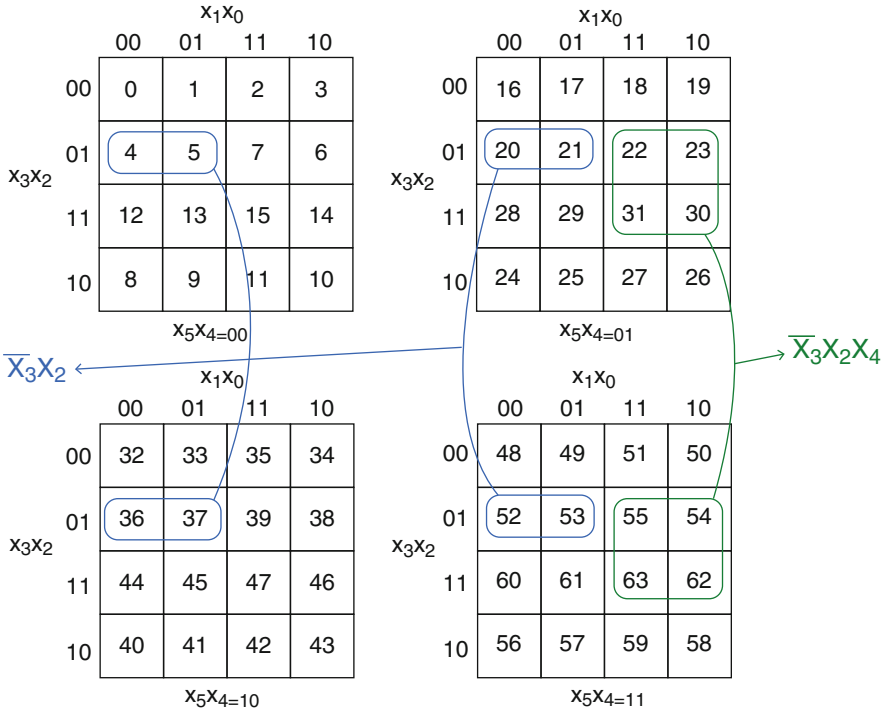 x₁x₀
00 01 11 10
00 0 1 2 3
01 4 5 7 6
x₃x₂
11 12 13 15 14
10 8 9 11 10
x₅x₄₌₀₀
x₁x₀
00 01 11 10
00 16 17 18 19
01 20 21 22 23
x₃x₂
11 28 29 31 30
10 24 25 27 26
x₅x₄₌₀₁
X̅₃X₂
X̅₃X₂X₄
x₁x₀
00 01 11 10
00 32 33 35 34
01 36 37 39 38
x₃x₂
11 44 45 47 46
10 40 41 42 43
x₅x₄₌₁₀
x₁x₀
00 01 11 10
00 48 49 51 50
01 52 53 55 54
x₃x₂
11 60 61 63 62
10 56 57 59 58
x₅x₄₌₁₁